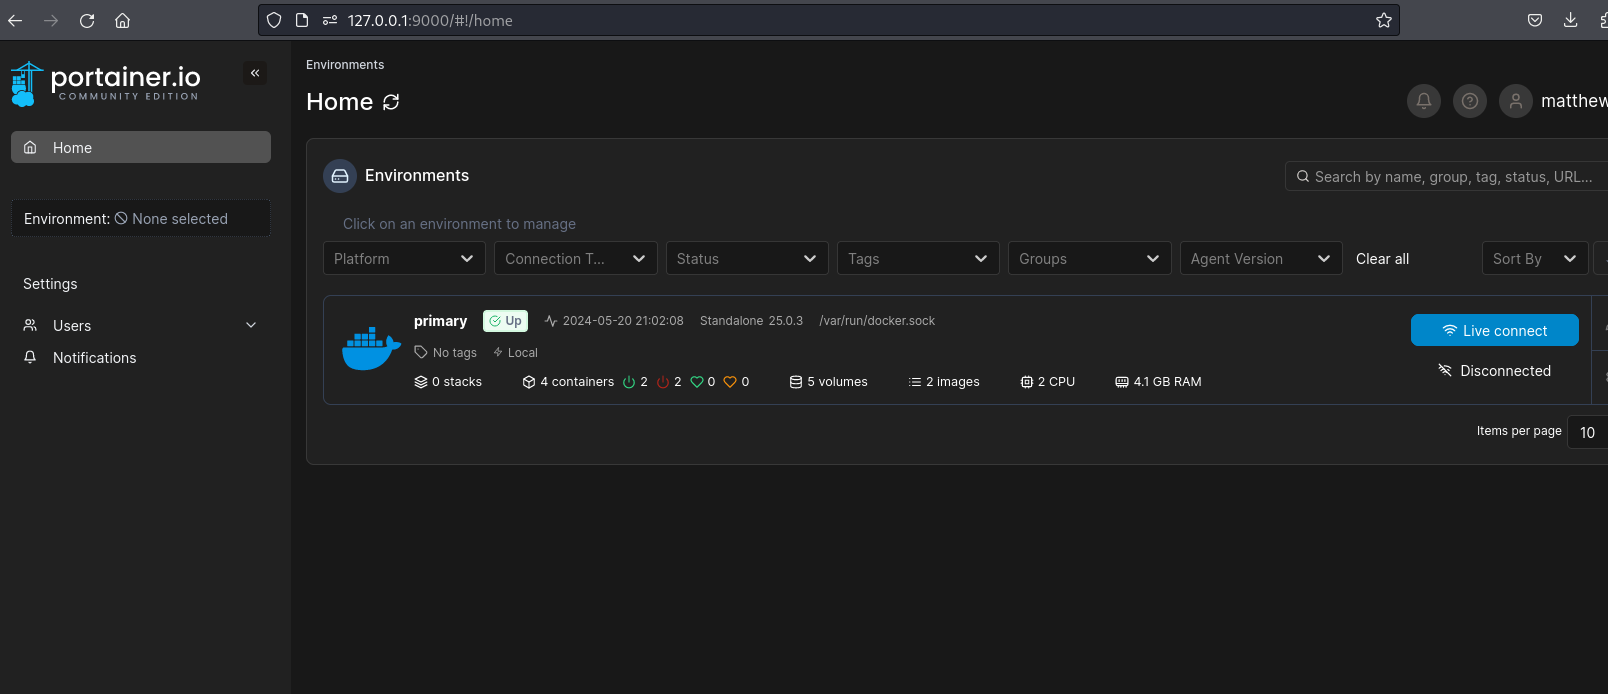 127.0.0.1:9000/#!/home
portainer.io
COMMUNITY EDITION
Home
Environment: None selected
Settings
Users
Notifications
Environments
Home
matthew
Environments
Search by name, group, tag, status, URL...
Click on an environment to manage
Platform Connection T... Status Tags Groups Agent Version Clear all Sort By
primary Up 2024-05-20 21:02:08 Standalone 25.0.3 /var/run/docker.sock
Live connect
No tags Local
Disconnected
0 stacks 4 containers 2 2 0 0 5 volumes 2 images 2 CPU 4.1 GB RAM
Items per page 10